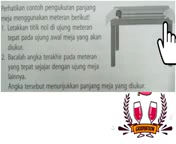 Perhatikan contoh pengukuran panjang
meja menggunakan meteran berikut!
1. Letakkan titik nol di ujung meteran
tepat pada ujung awal meja yang akan
diukur.
2. Bacalah angka terakhir pada meteran
yang tepat sejajar dengan ujung meja
lainnya.
Angka tersebut menunjukkan panjang meja yang diukur.